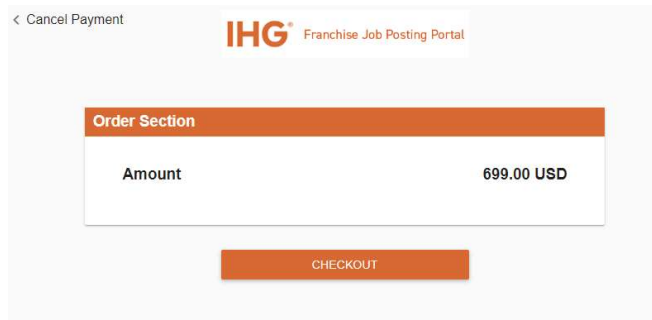 < Cancel Payment
IHG® Franchise Job Posting Portal
Order Section
Amount 699.00 USD
CHECKOUT